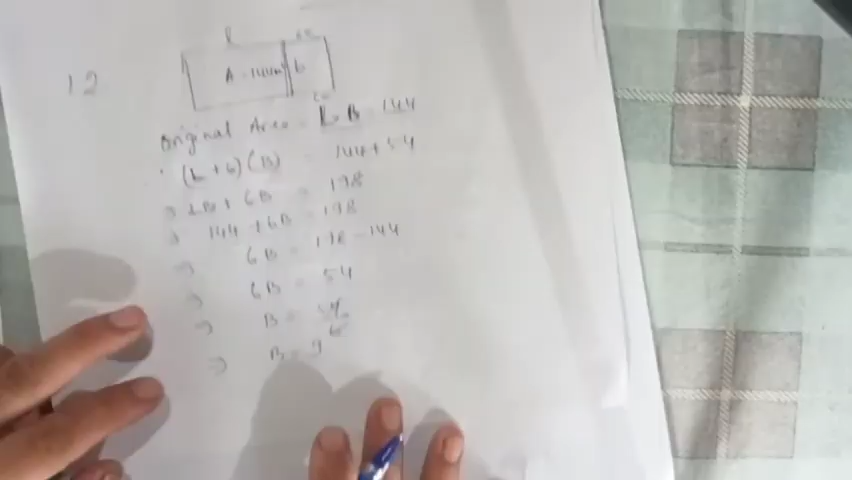 12
l
A = 144m² b
Original Area = L × B = 144
(L + 6) (B) = 144 + 54
⇒ LB + 6B = 198
⇒ 144 + 6B = 198
⇒ 6B = 198 - 144
⇒ 6B = 54
⇒ B = 54/6
⇒ B = 9